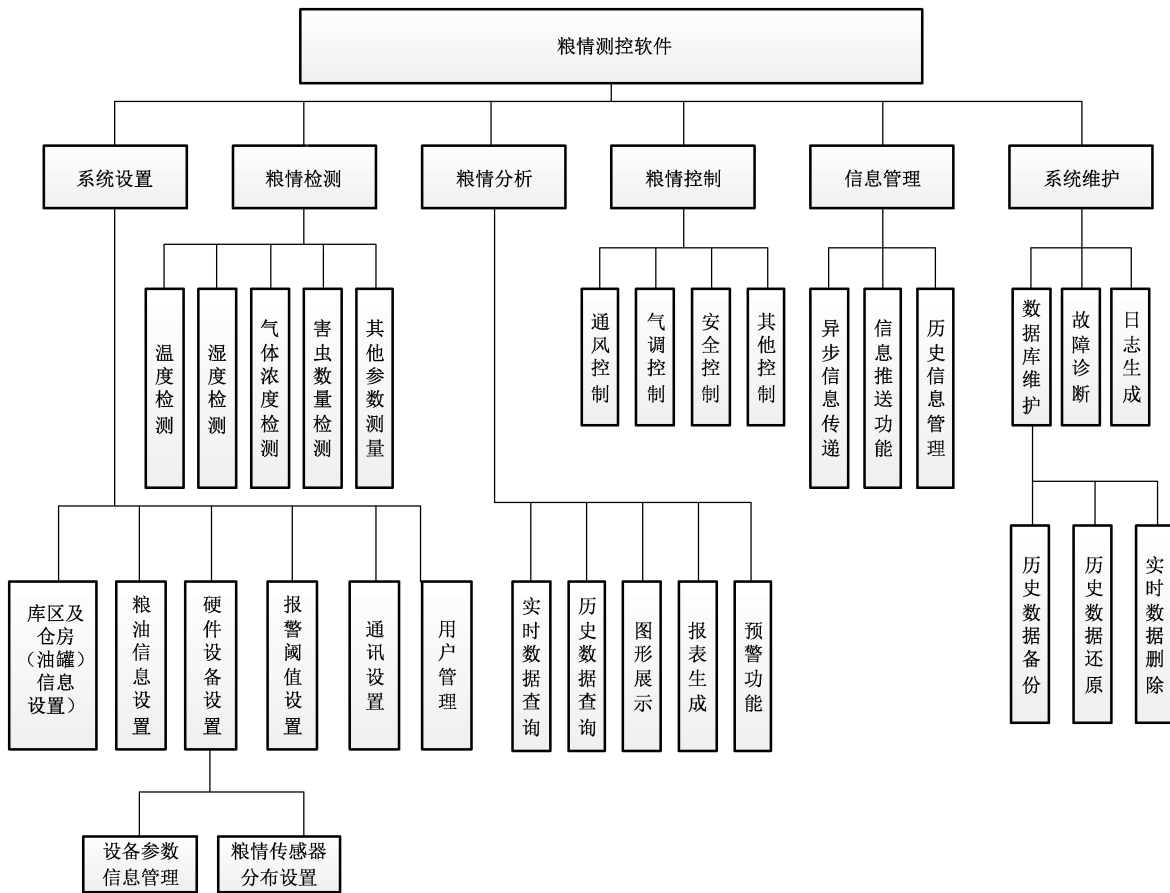 粮情测控软件
系统设置
粮情检测
粮情分析
粮情控制
信息管理
系统维护
温度检测
湿度检测
气体浓度检测
害虫数量检测
其他参数测量
通风控制
气调控制
安全控制
其他控制
异步信息传递
信息推送功能
历史信息管理
数据库维护
故障诊断
日志生成
库区及
仓房
（油罐）
信息
设置）
粮油信息设置
硬件设备设置
报警阈值设置
通讯设置
用户管理
实时数据查询
历史数据查询
图形展示
报表生成
预警功能
历史数据备份
历史数据还原
实时数据删除
设备参数
信息管理
粮情传感器
分布设置